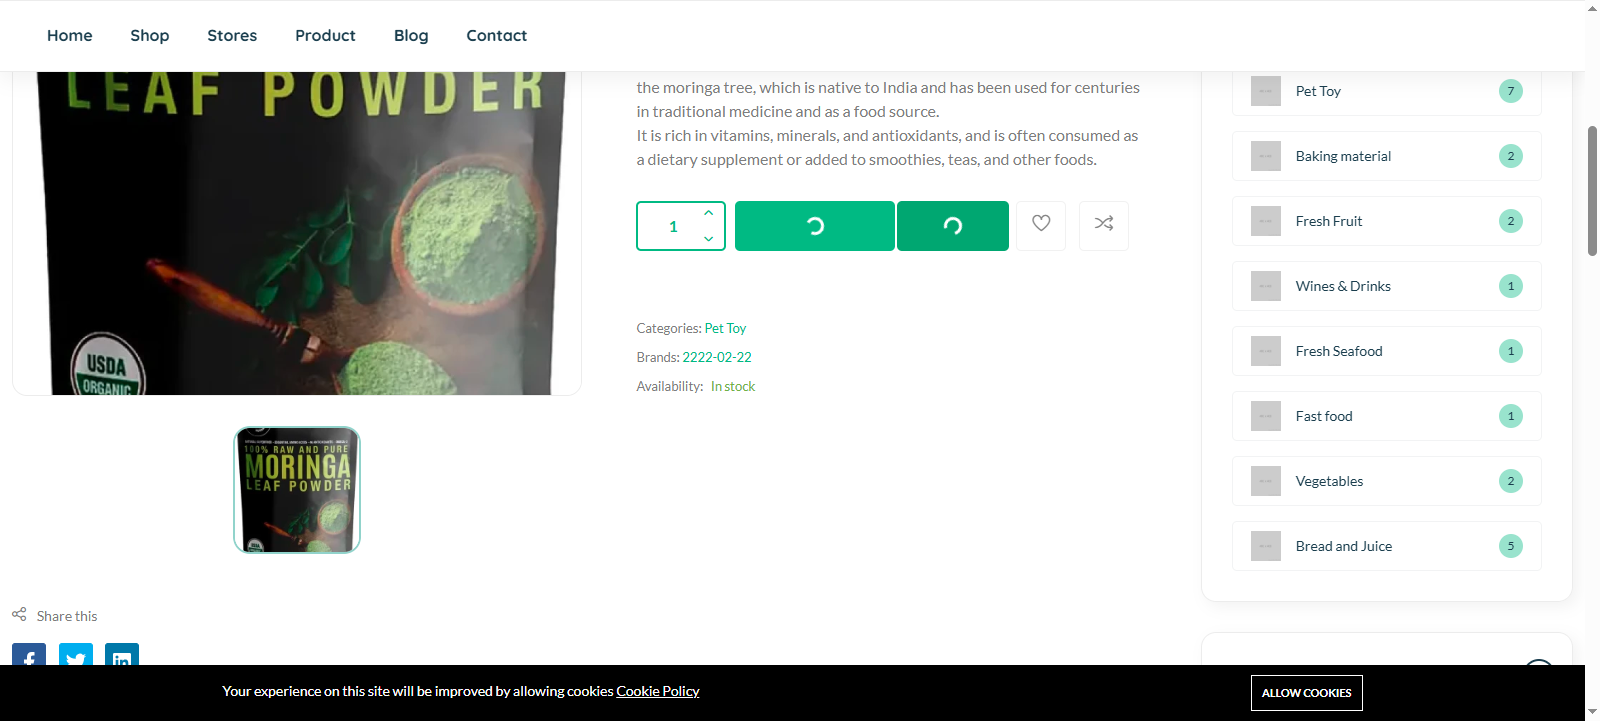 Home
Shop
Stores
Product
Blog
Contact
LEAF POWDER
USDA
ORGANIC
100% RAW AND PURE
MORINGA
LEAF POWDER
Share this
the moringa tree, which is native to India and has been used for centuries
in traditional medicine and as a food source.
It is rich in vitamins, minerals, and antioxidants, and is often consumed as
a dietary supplement or added to smoothies, teas, and other foods.
1
Categories: Pet Toy
Brands: 2222-02-22
Availability: In stock
Pet Toy 7
Baking material 2
Fresh Fruit 2
Wines & Drinks 1
Fresh Seafood 1
Fast food 1
Vegetables 2
Bread and Juice 5
Your experience on this site will be improved by allowing cookies Cookie Policy
ALLOW COOKIES